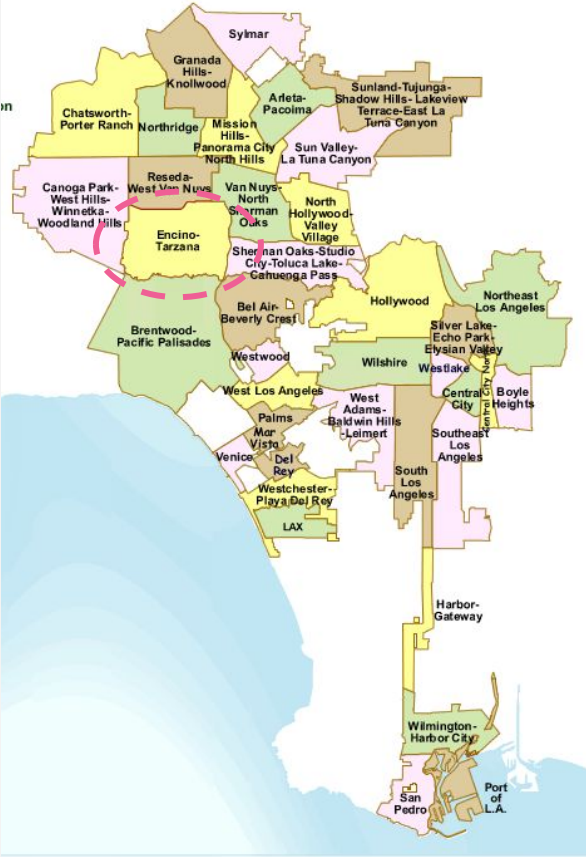 Sylmar
Granada
Hills-
Knollwood
Sunland-Tujunga-
Shadow Hills- Lakeview
Terrace-East La
Tuna Canyon
Arleta-
Pacoima
on
Chatsworth-
Porter Ranch
Northridge
Mission
Hills-
Panorama City
North Hills
Sun Valley-
La Tuna Canyon
Reseda-
West Van Nuys
Canoga Park-
West Hills-
Winnetka-
Woodland Hills
Van Nuys-
North
Sherman
Oaks
North
Hollywood-
Valley
Village
Encino-
Tarzana
Sherman Oaks-Studio
City-Toluca Lake-
Cahuenga Pass
Hollywood
Northeast
Los Angeles
Bel Air-
Beverly Crest
Brentwood-
Pacific Palisades
Silver Lake-
Echo Park-
Elysian Valley
Westwood
Wilshire
Westlake
Central City North
West Los Angeles
Central
City
Boyle
Heights
West
Adams-
Baldwin Hills
-Leimert
Palms
Mar
Vista
Southeast
Los
Angeles
Venice
Del
Rey
South
Los
Angeles
Westchester-
Playa Del Rey
LAX
Harbor-
Gateway
Wilmington-
Harbor City
San
Pedro
Port
of
L.A.